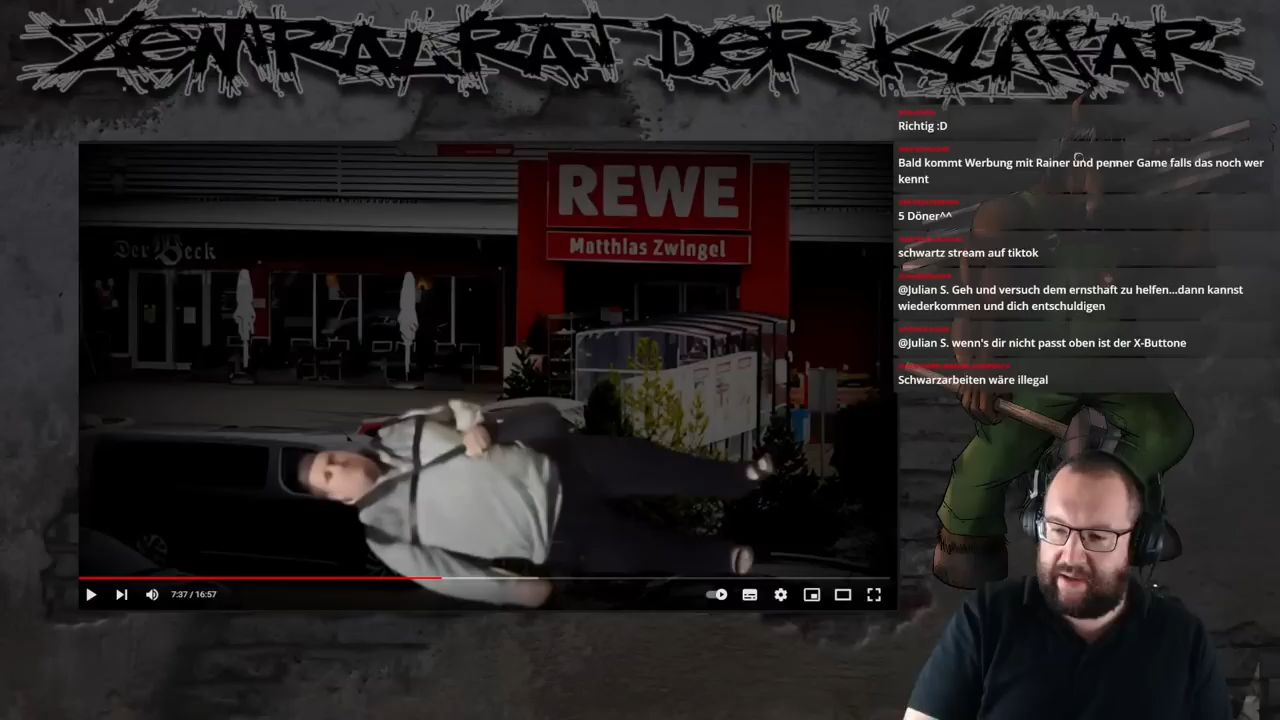 ZENTRALRAT DER KUFFAR
REWE
Matthias Zwingel
Der Beck
7:37 / 16:57
Richtig :D
Bald kommt Werbung mit Rainer und penner Game falls das noch wer
kennt
5 Döner^^
schwartz stream auf tiktok
@Julian S. Geh und versuch dem ernsthaft zu helfen...dann kannst
wiederkommen und dich entschuldigen
@Julian S. wenn's dir nicht passt oben ist der X-Buttone
Schwarzarbeiten wäre illegal